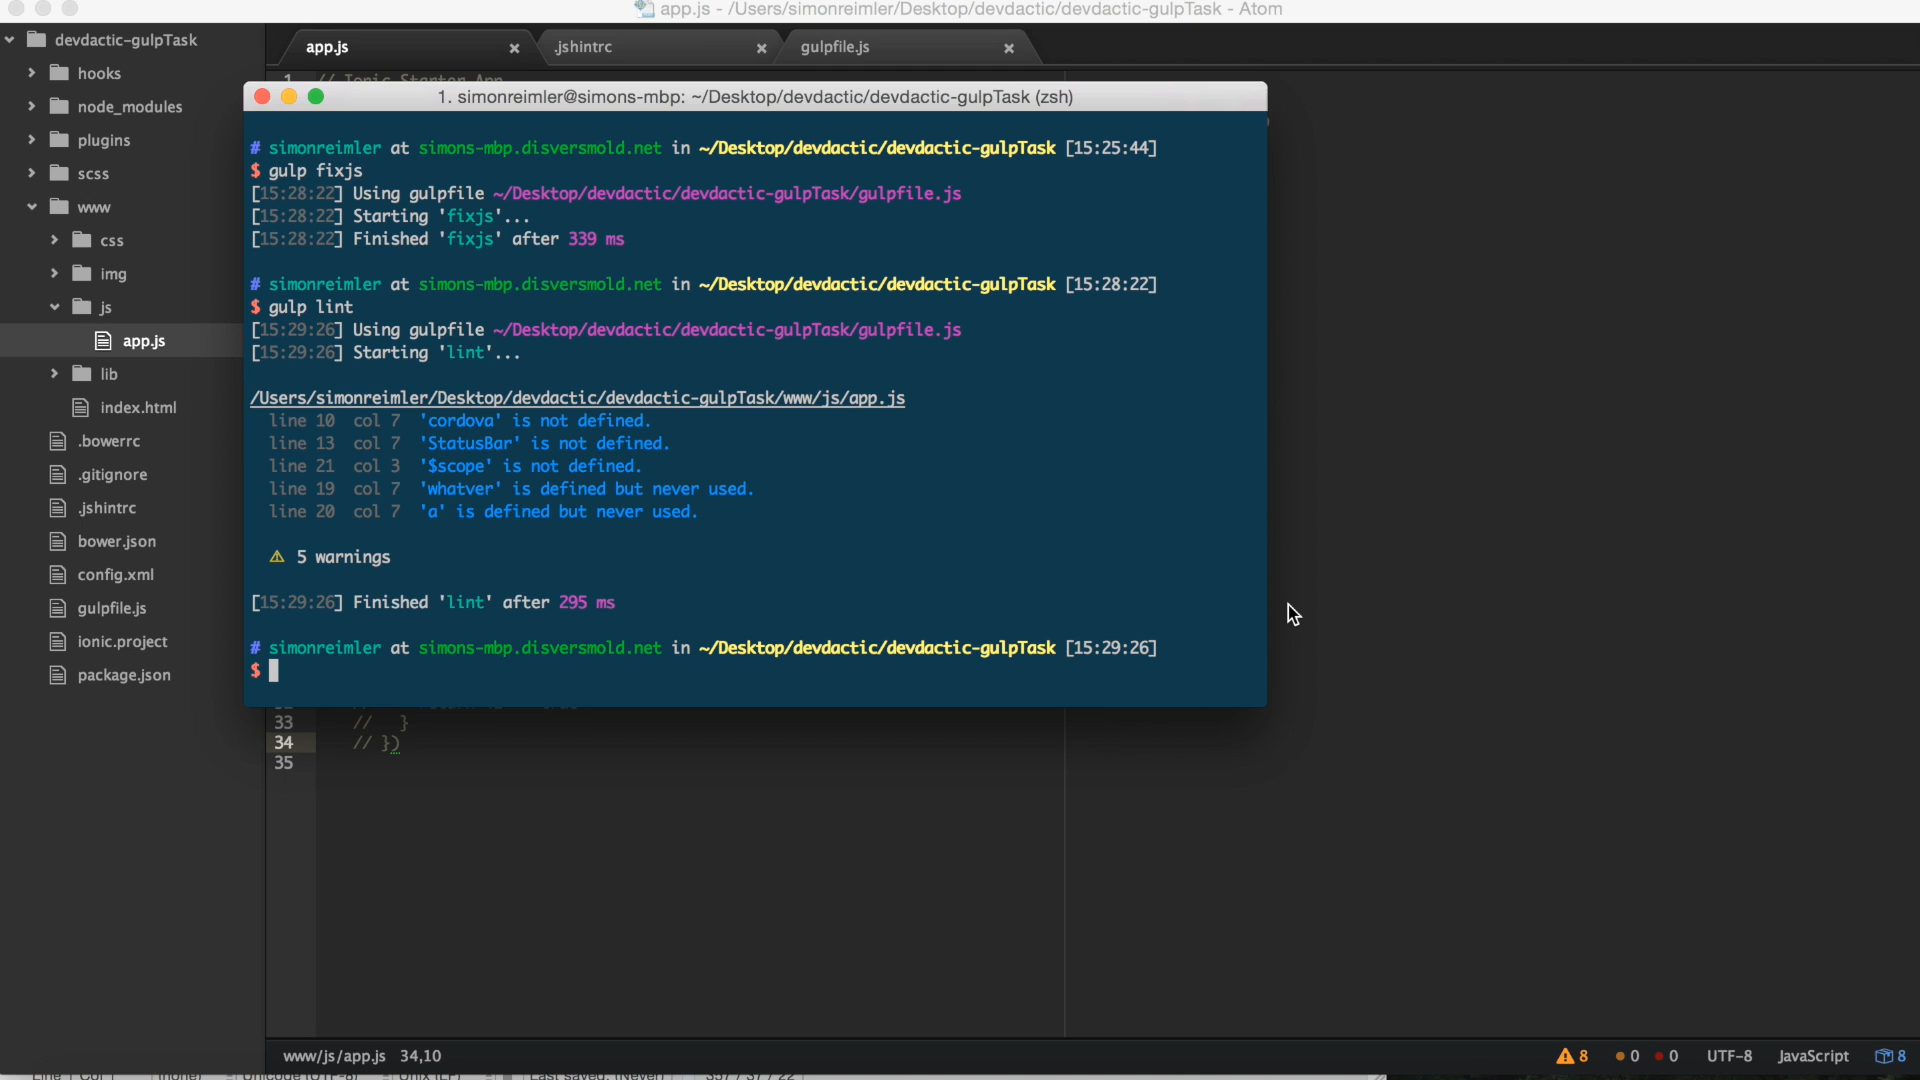 app.js - /Users/simonreimler/Desktop/devdactic/devdactic-gulpTask - Atom
devdactic-gulpTask
hooks
node_modules
plugins
scss
www
css
img
js
app.js
lib
index.html
.bowerrc
.gitignore
.jshintrc
bower.json
config.xml
gulpfile.js
ionic.project
package.json
app.js
.jshintrc
gulpfile.js
1 // Ionic Starter App
1. simonreimler@simons-mbp: ~/Desktop/devdactic/devdactic-gulpTask (zsh)
# simonreimler at simons-mbp.disversmold.net in ~/Desktop/devdactic/devdactic-gulpTask [15:25:44]
$ gulp fixjs
[15:28:22] Using gulpfile ~/Desktop/devdactic/devdactic-gulpTask/gulpfile.js
[15:28:22] Starting 'fixjs'...
[15:28:22] Finished 'fixjs' after 339 ms
# simonreimler at simons-mbp.disversmold.net in ~/Desktop/devdactic/devdactic-gulpTask [15:28:22]
$ gulp lint
[15:29:26] Using gulpfile ~/Desktop/devdactic/devdactic-gulpTask/gulpfile.js
[15:29:26] Starting 'lint'...
/Users/simonreimler/Desktop/devdactic/devdactic-gulpTask/www/js/app.js
line 10 col 7 'cordova' is not defined.
line 13 col 7 'StatusBar' is not defined.
line 21 col 3 '$scope' is not defined.
line 19 col 7 'whatver' is defined but never used.
line 20 col 7 'a' is defined but never used.
⚠ 5 warnings
[15:29:26] Finished 'lint' after 295 ms
# simonreimler at simons-mbp.disversmold.net in ~/Desktop/devdactic/devdactic-gulpTask [15:29:26]
$
33 // }
34 // })
35
www/js/app.js 34,10
8 0 0 UTF-8 JavaScript 8